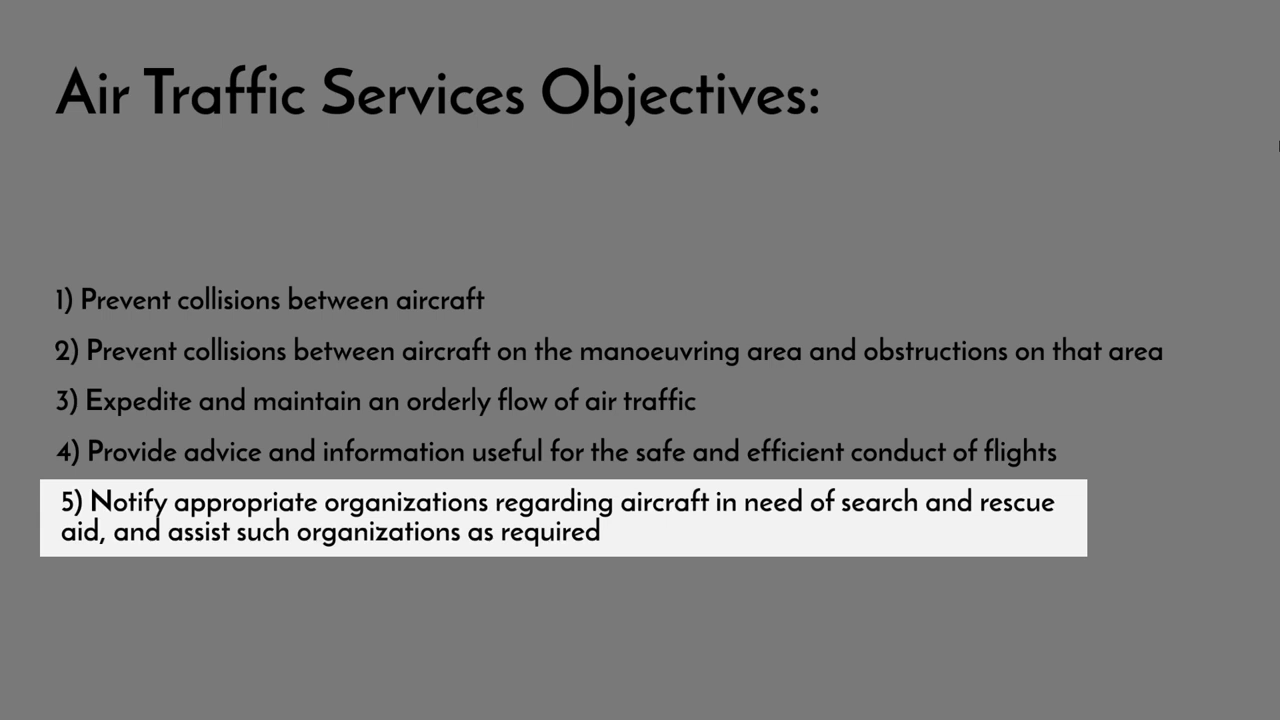 Air Traffic Services Objectives:
1) Prevent collisions between aircraft
2) Prevent collisions between aircraft on the manoeuvring area and obstructions on that area
3) Expedite and maintain an orderly flow of air traffic
4) Provide advice and information useful for the safe and efficient conduct of flights
5) Notify appropriate organizations regarding aircraft in need of search and rescue
aid, and assist such organizations as required